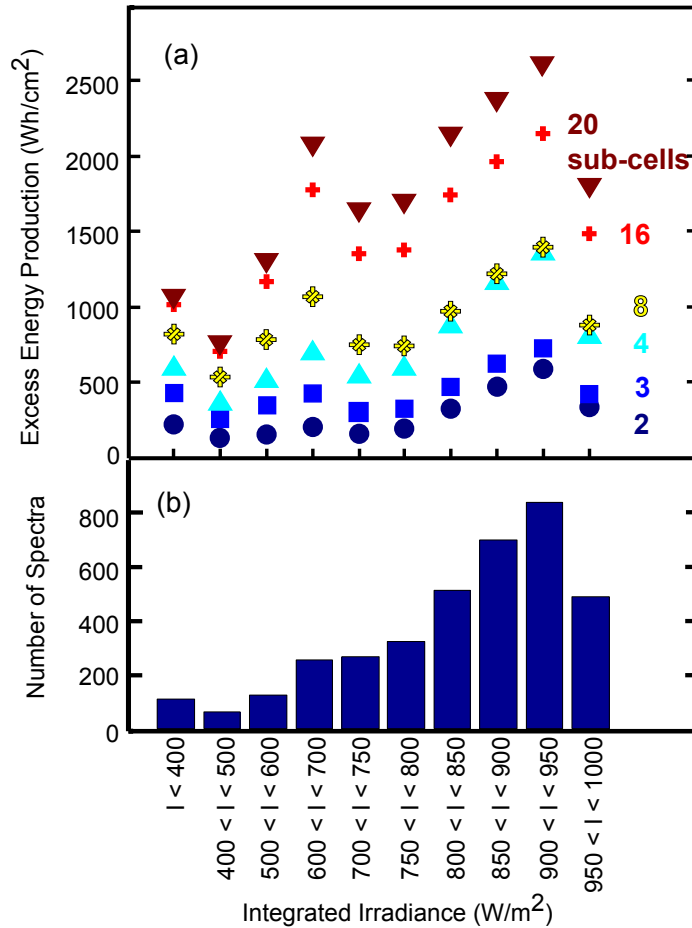 (a)
Excess Energy Production (Wh/cm2)
2500
2000
1500
1000
500
0
20
sub-cells
16
8
4
3
2
(b)
Number of Spectra
800
600
400
200
0
I < 400
400 < I < 500
500 < I < 600
600 < I < 700
700 < I < 750
750 < I < 800
800 < I < 850
850 < I < 900
900 < I < 950
950 < I < 1000
Integrated Irradiance (W/m2)